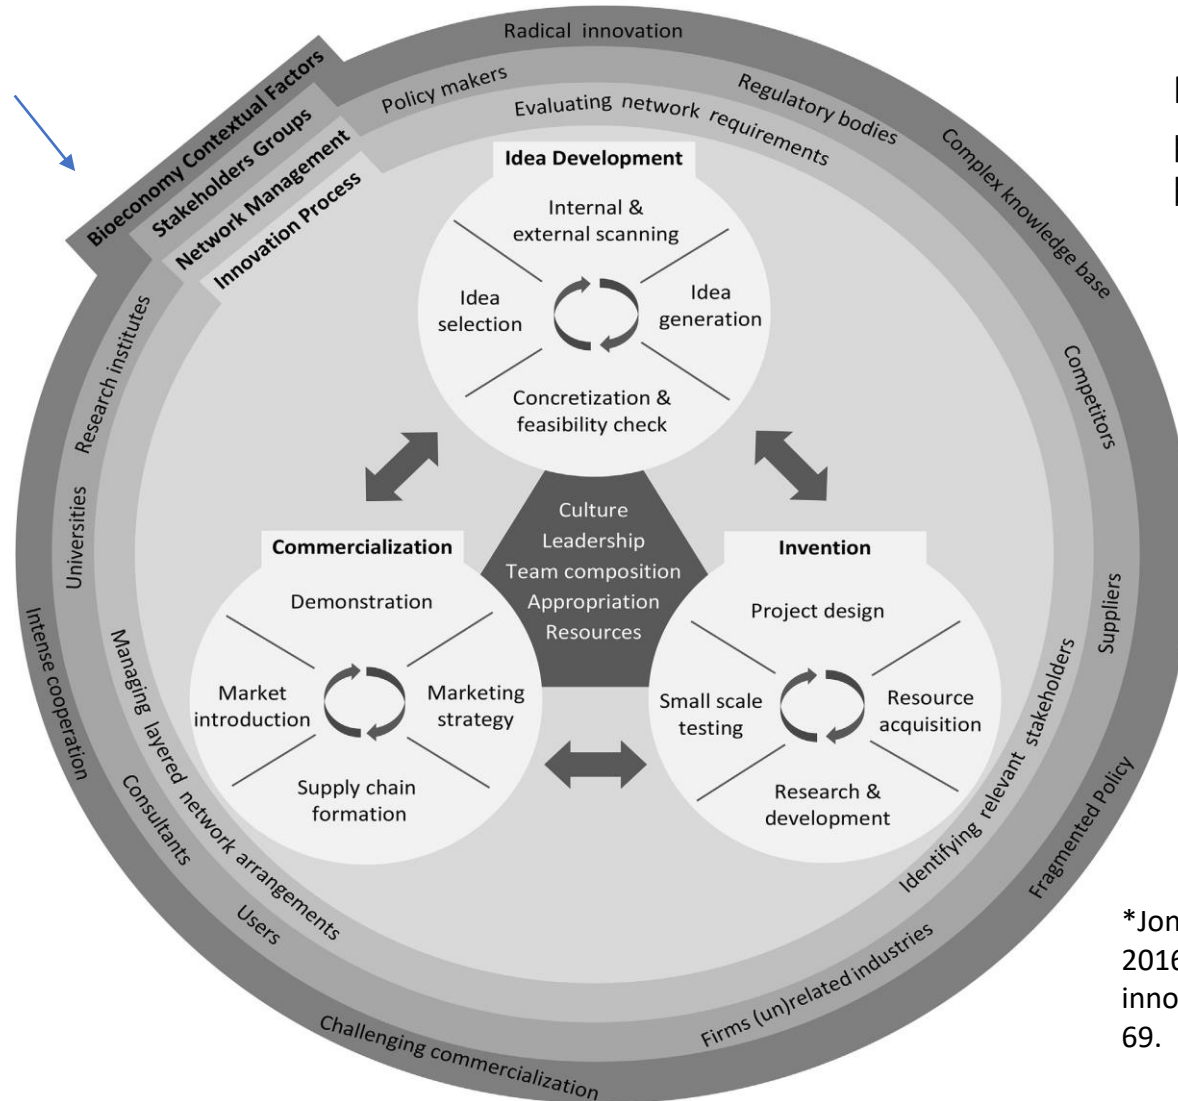 Radical innovation
Policy makers
Regulatory bodies
Evaluating network requirements
Complex knowledge base
Bioeconomy Contextual Factors
Stakeholders Groups
Network Management
Innovation Process
Idea Development
Internal &
external scanning
Idea
selection
Idea
generation
Concretization &
feasibility check
Research institutes
Competitors
Universities
Culture
Leadership
Team composition
Appropriation
Resources
Commercialization
Demonstration
Market
introduction
Marketing
strategy
Supply chain
formation
Invention
Project design
Small scale
testing
Resource
acquisition
Research &
development
Suppliers
Intense cooperation
Managing layered network arrangements
Identifying relevant stakeholders
Fragmented Policy
Consultants
Users
Firms (un)related industries
Challenging commercialization
*Jon
2016
inno
69.